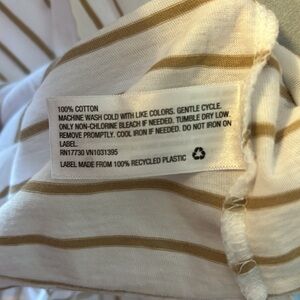 100% COTTON
MACHINE WASH COLD WITH LIKE COLORS. GENTLE CYCLE.
ONLY NON-CHLORINE BLEACH IF NEEDED. TUMBLE DRY LOW.
REMOVE PROMPTLY. COOL IRON IF NEEDED. DO NOT IRON ON
LABEL.
RN17730 VN1031395
LABEL MADE FROM 100% RECYCLED PLASTIC